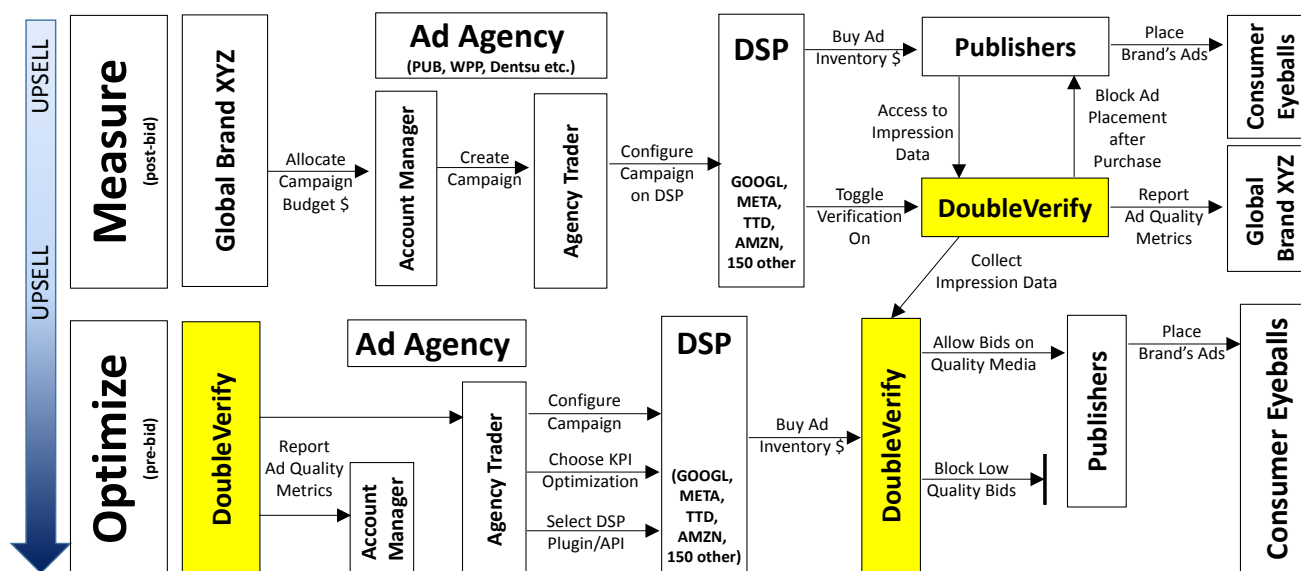 UPSELL
UPSELL
Measure
(post-bid)
Global Brand XYZ
Allocate
Campaign
Budget $
Ad Agency
(PUB, WPP, Dentsu etc.)
Account Manager
Create
Campaign
Agency Trader
Configure
Campaign
on DSP
DSP
GOOGL,
META,
TTD,
AMZN,
150 other
Buy Ad
Inventory $
Toggle
Verification
On
Publishers
Access to
Impression
Data
Block Ad
Placement
after
Purchase
DoubleVerify
Place
Brand’s Ads
Report
Ad Quality
Metrics
Consumer
Eyeballs
Global
Brand XYZ
Collect
Impression Data
Optimize
(pre-bid)
DoubleVerify
Report
Ad Quality
Metrics
Ad Agency
Account
Manager
Agency Trader
Configure
Campaign
Choose KPI
Optimization
Select DSP
Plugin/API
DSP
(GOOGL,
META,
TTD,
AMZN,
150 other)
Buy Ad
Inventory $
DoubleVerify
Allow Bids on
Quality Media
Block Low
Quality Bids
Publishers
Place
Brand’s Ads
Consumer Eyeballs